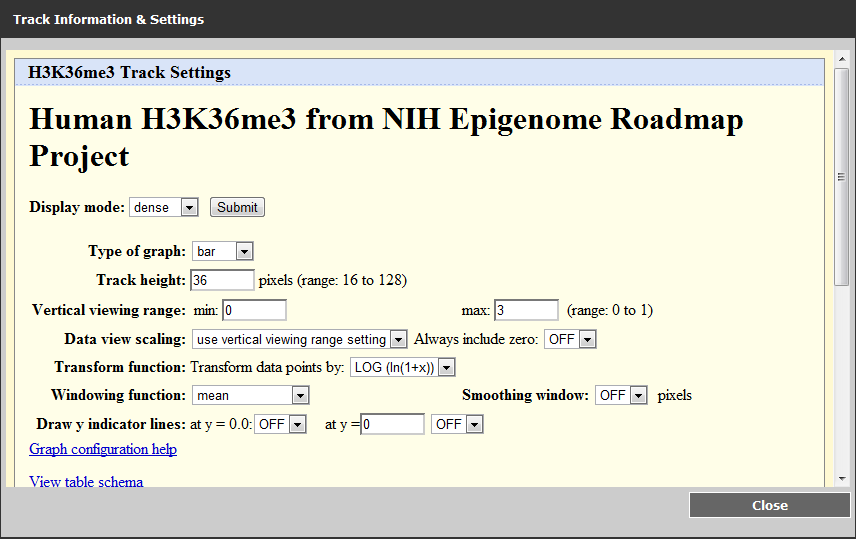 Track Information & Settings
H3K36me3 Track Settings
Human H3K36me3 from NIH Epigenome Roadmap
Project
Display mode: dense Submit
Type of graph: bar
Track height: 36 pixels (range: 16 to 128)
Vertical viewing range: min: 0 max: 3 (range: 0 to 1)
Data view scaling: use vertical viewing range setting Always include zero: OFF
Transform function: Transform data points by: LOG (ln(1+x))
Windowing function: mean Smoothing window: OFF pixels
Draw y indicator lines: at y = 0.0: OFF at y = 0 OFF
Graph configuration help
View table schema
Close